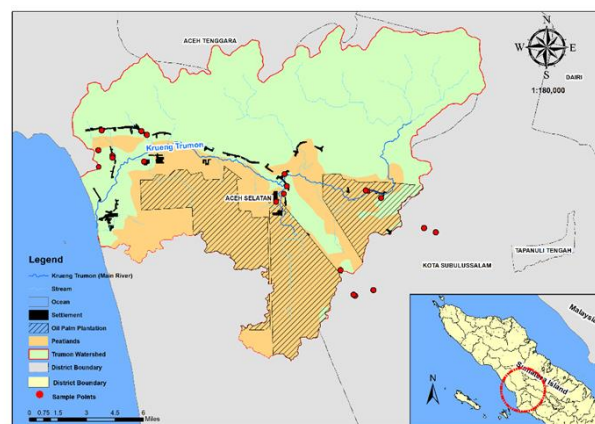 ACEH TENGGARA
N
W E
S
1:180,000
DAIRI
Krueng Trumon
ACEH SELATAN
TAPANULI TENGAH
KOTA SUBULUSSALAM
Legend
Krueng Trumon (Main River)
Stream
Ocean
Settlement
Oil Palm Plantation
Peatlands
Trumon Watershed
District Boundary
District Boundary
Sample Points
0 0.75 1.5 3 4.5 6
Miles
Malaysia
Sumatera Island
N